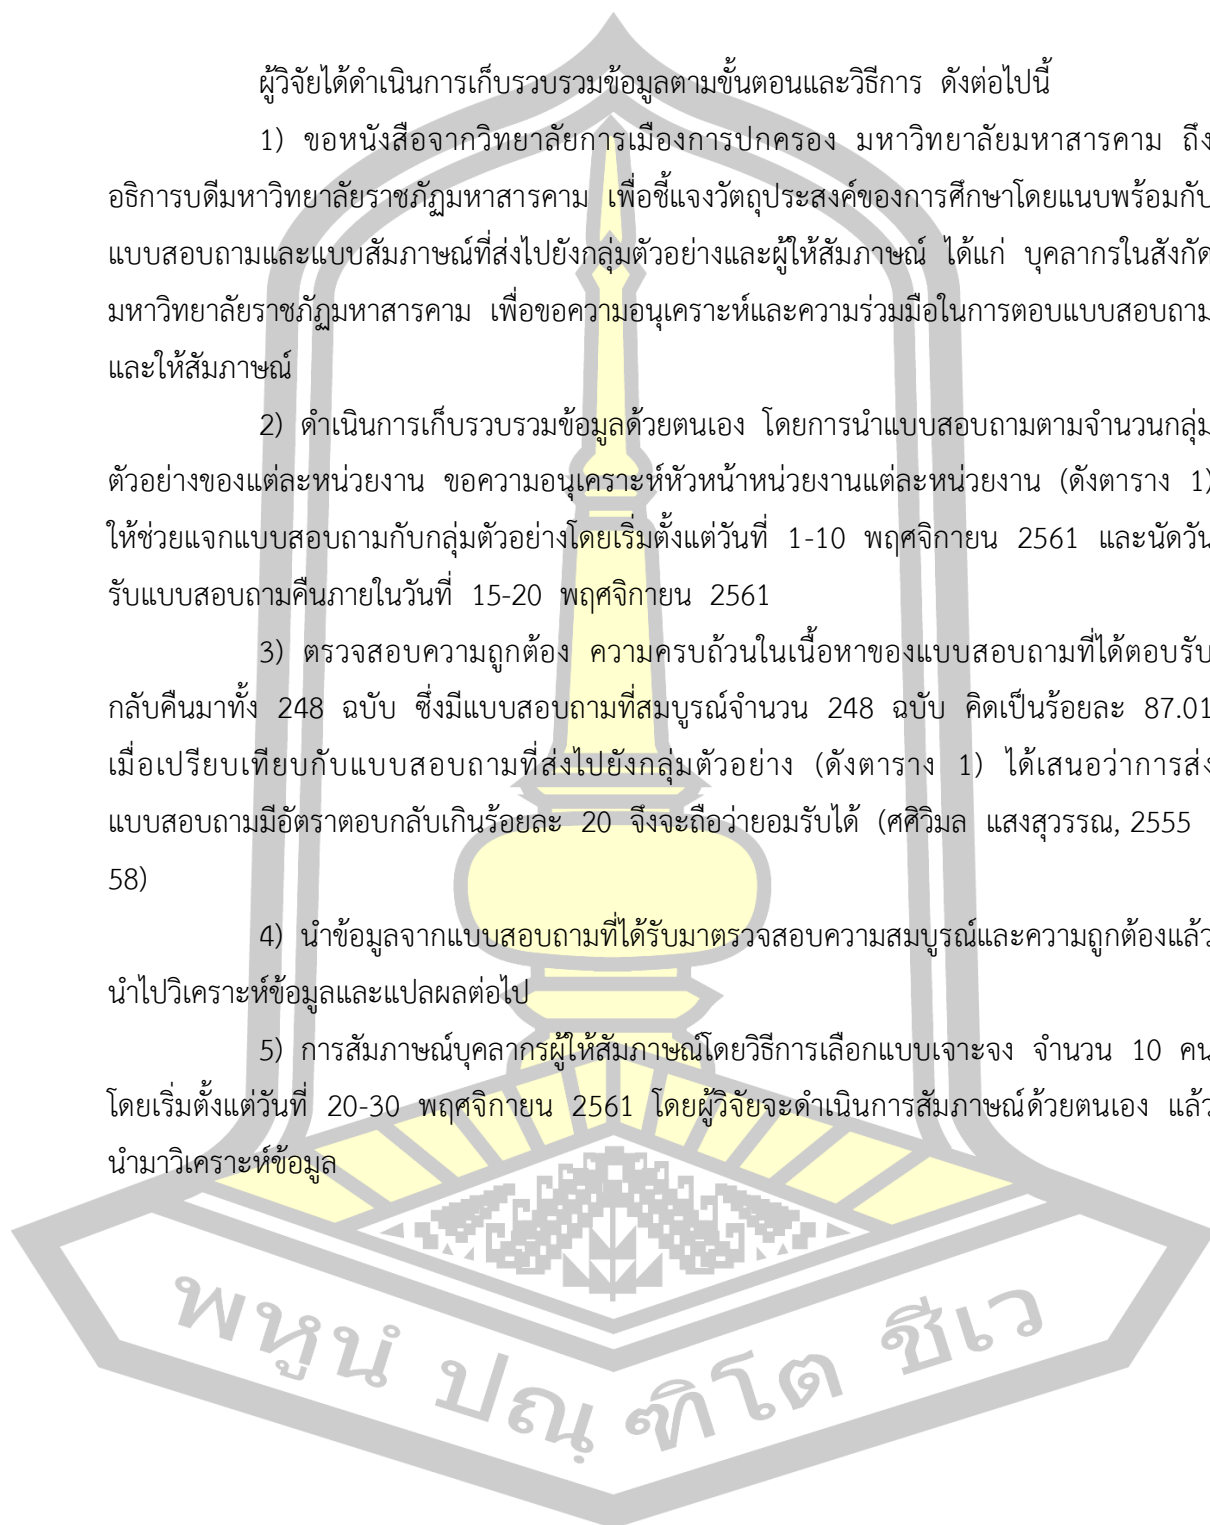 ผู้วิจัยได้ดำเนินการเก็บรวบรวมข้อมูลตามขั้นตอนและวิธีการ ดังต่อไปนี้
1) ขอหนังสือจากวิทยาลัยการเมืองการปกครอง มหาวิทยาลัยมหาสารคาม ถึง
อธิการบดีมหาวิทยาลัยราชภัฏมหาสารคาม เพื่อชี้แจงวัตถุประสงค์ของการศึกษาโดยแนบพร้อมกับ
แบบสอบถามและแบบสัมภาษณ์ที่ส่งไปยังกลุ่มตัวอย่างและผู้ให้สัมภาษณ์ ได้แก่ บุคลากรในสังกัด
มหาวิทยาลัยราชภัฏมหาสารคาม เพื่อขอความอนุเคราะห์และความร่วมมือในการตอบแบบสอบถาม
และให้สัมภาษณ์
2) ดำเนินการเก็บรวบรวมข้อมูลด้วยตนเอง โดยการนำแบบสอบถามตามจำนวนกลุ่ม
ตัวอย่างของแต่ละหน่วยงาน ขอความอนุเคราะห์หัวหน้าหน่วยงานแต่ละหน่วยงาน (ดังตาราง 1)
ให้ช่วยแจกแบบสอบถามกับกลุ่มตัวอย่างโดยเริ่มตั้งแต่วันที่ 1-10 พฤศจิกายน 2561 และนัดวัน
รับแบบสอบถามคืนภายในวันที่ 15-20 พฤศจิกายน 2561
3) ตรวจสอบความถูกต้อง ความครบถ้วนในเนื้อหาของแบบสอบถามที่ได้ตอบรับ
กลับคืนมาทั้ง 248 ฉบับ ซึ่งมีแบบสอบถามที่สมบูรณ์จำนวน 248 ฉบับ คิดเป็นร้อยละ 87.01
เมื่อเปรียบเทียบกับแบบสอบถามที่ส่งไปยังกลุ่มตัวอย่าง (ดังตาราง 1) ได้เสนอว่าการส่ง
แบบสอบถามมีอัตราตอบกลับเกินร้อยละ 20 จึงจะถือว่ายอมรับได้ (ศศิวิมล แสงสุวรรณ, 2555
58)
4) นำข้อมูลจากแบบสอบถามที่ได้รับมาตรวจสอบความสมบูรณ์และความถูกต้องแล้ว
นำไปวิเคราะห์ข้อมูลและแปลผลต่อไป
5) การสัมภาษณ์บุคลากรผู้ให้สัมภาษณ์โดยวิธีการเลือกแบบเจาะจง จำนวน 10 คน
โดยเริ่มตั้งแต่วันที่ 20-30 พฤศจิกายน 2561 โดยผู้วิจัยจะดำเนินการสัมภาษณ์ด้วยตนเอง แล้ว
นำมาวิเคราะห์ข้อมูล
พหูนํ ปณฺฑิโต ชีเว